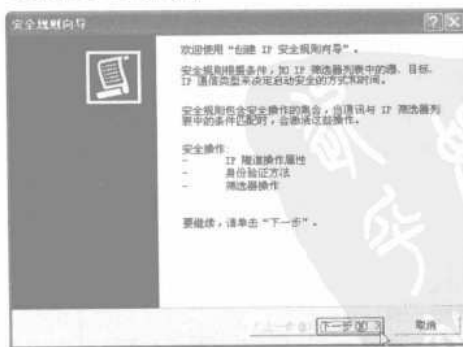 安全规则向导
欢迎使用“创建 IP 安全规则向导”。
安全规则根据条件，如 IP 筛选器列表中的源、目标、
IP 通信类型来决定启动安全的方式和时间。
安全规则包含安全操作的集合，当通讯与 IP 筛选器列
表中的条件匹配时，会激活这些操作。
安全操作:
- IP 隧道操作属性
- 身份验证方法
- 筛选器操作
要继续，请单击“下一步”。
下一步(N) > 取消